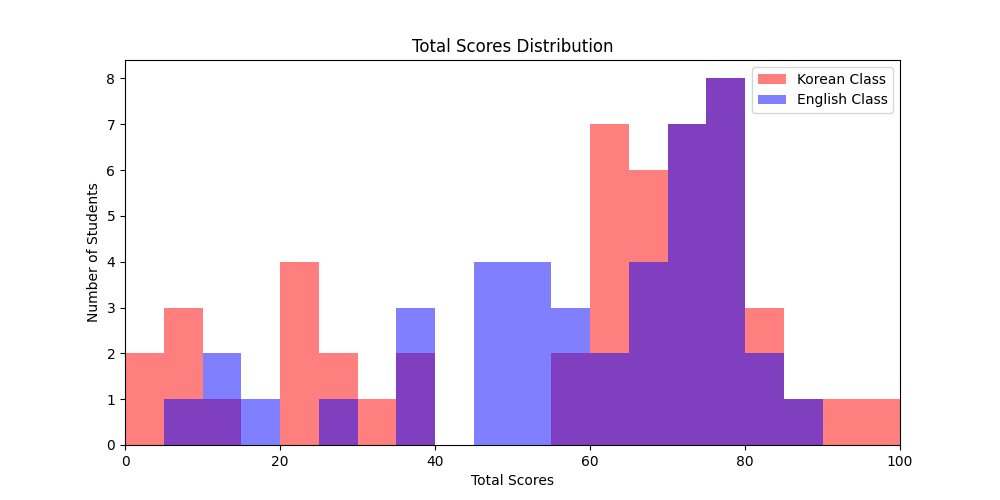 Total Scores Distribution
Korean Class
English Class
8
7
6
5
4
3
2
1
0
Number of Students
0 20 40 60 80 100
Total Scores